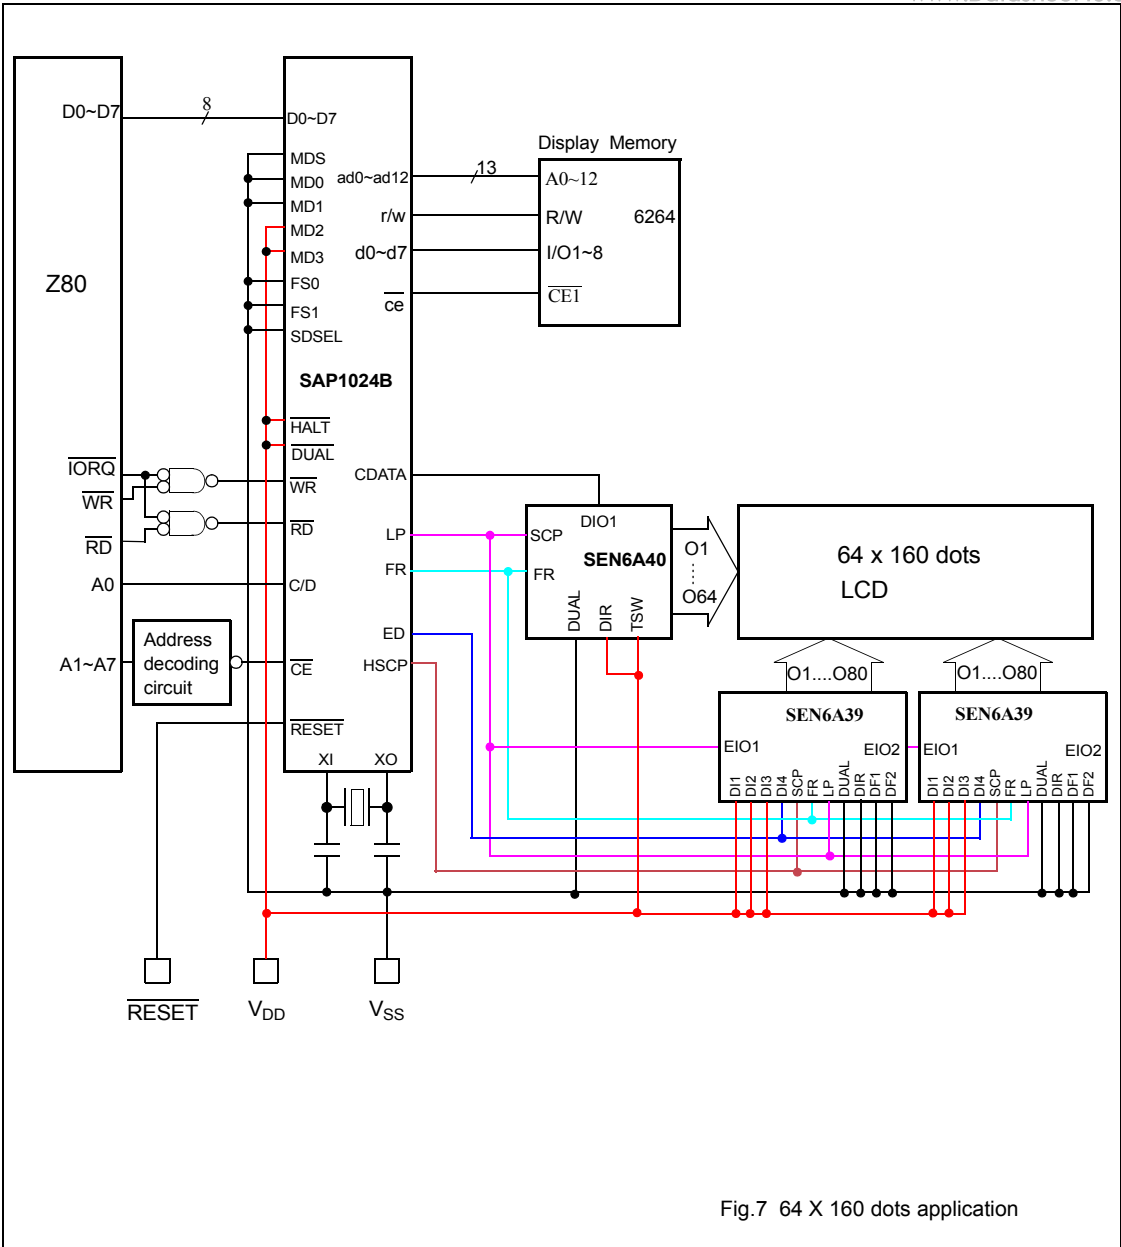 D0~D7
8
D0~D7
MDS
MD0
MD1
MD2
MD3
FS0
FS1
SDSEL
Z80
SAP1024B
HALT
DUAL
WR
RD
C/D
CE
RESET
XI
XO
IORQ
WR
RD
A0
A1~A7
Address
decoding
circuit
ad0~ad12
r/w
d0~d7
ce
13
Display Memory
A0~12
R/W
6264
I/O1~8
CE1
CDATA
LP
FR
ED
HSCP
DIO1
SCP
SEN6A40
FR
DUAL
DIR
TSW
O1
O64
64 x 160 dots
LCD
O1....O80
O1....O80
SEN6A39
EIO1
EIO2
DI1
DI2
DI3
DI4
SCP
FR
LP
DUAL
DIR
DF1
DF2
SEN6A39
EIO1
EIO2
DI1
DI2
DI3
DI4
SCP
FR
LP
DUAL
DIR
DF1
DF2
RESET
VDD
VSS
Fig.7 64 X 160 dots application